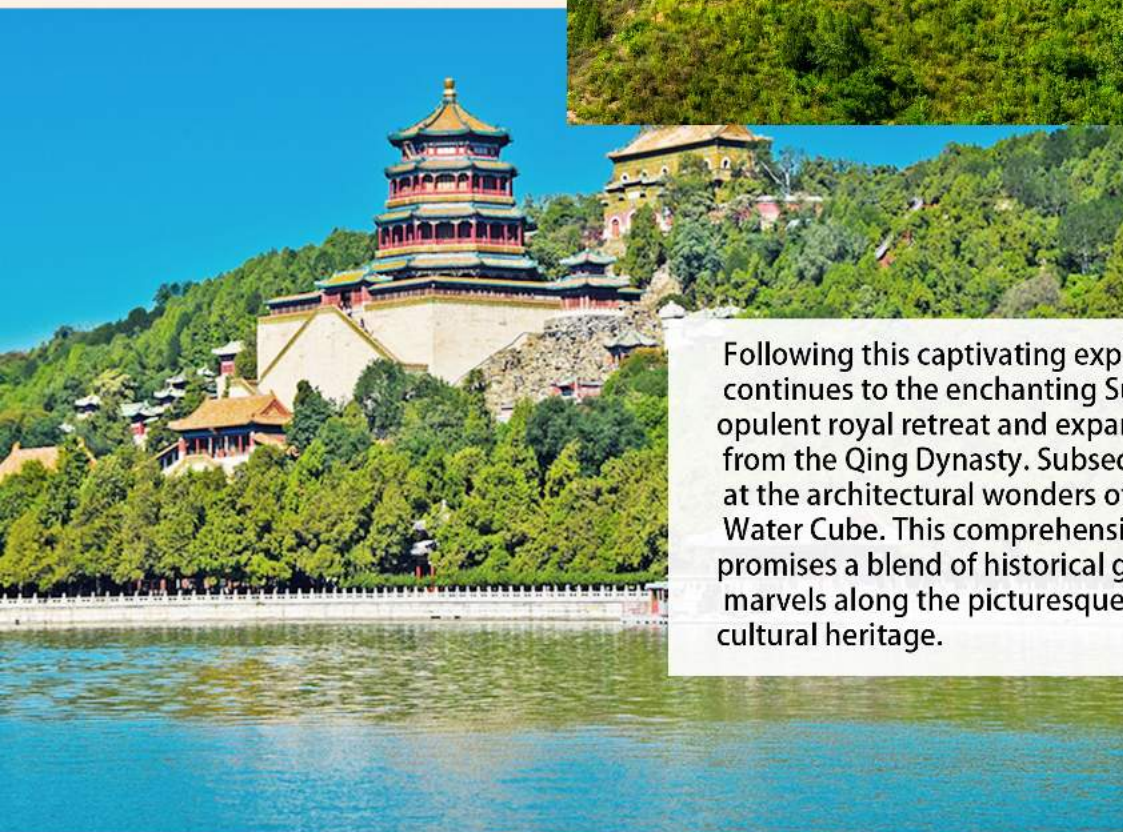 Following this captivating
continues to the enchanting
opulent royal retreat and
from the Qing Dynasty.
at the architectural wonders
Water Cube. This
promises a blend of historical
marvels along the picturesque
cultural heritage.